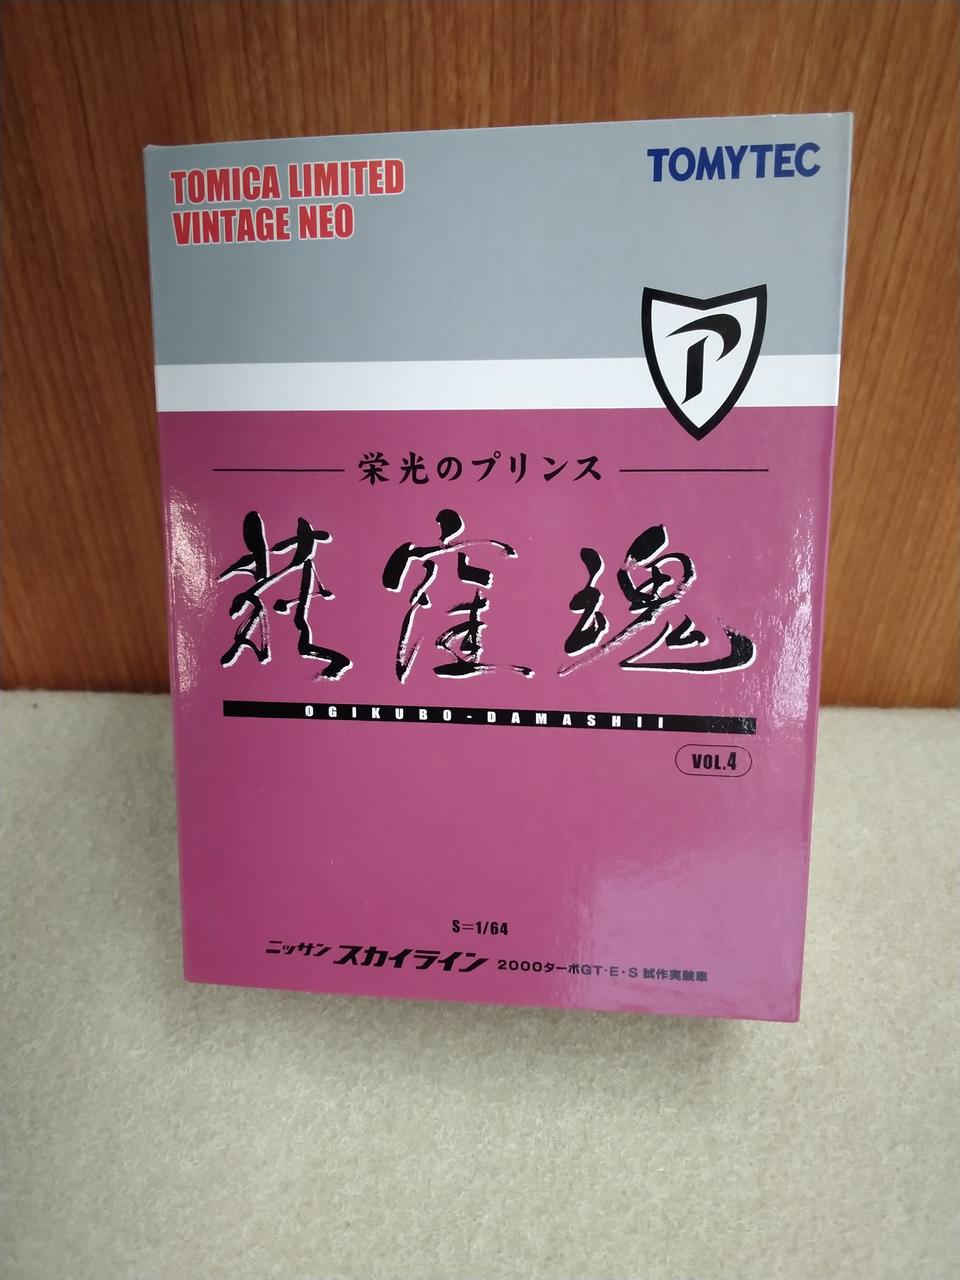 TOMICA LIMITED
VINTAGE NEO
TOMYTEC
P
栄光のプリンス
荻窪魂
OGIKUBO-DAMASHII
VOL.4
S=1/64
ニッサン スカイライン 2000ターボGT-E・S 試作実験車